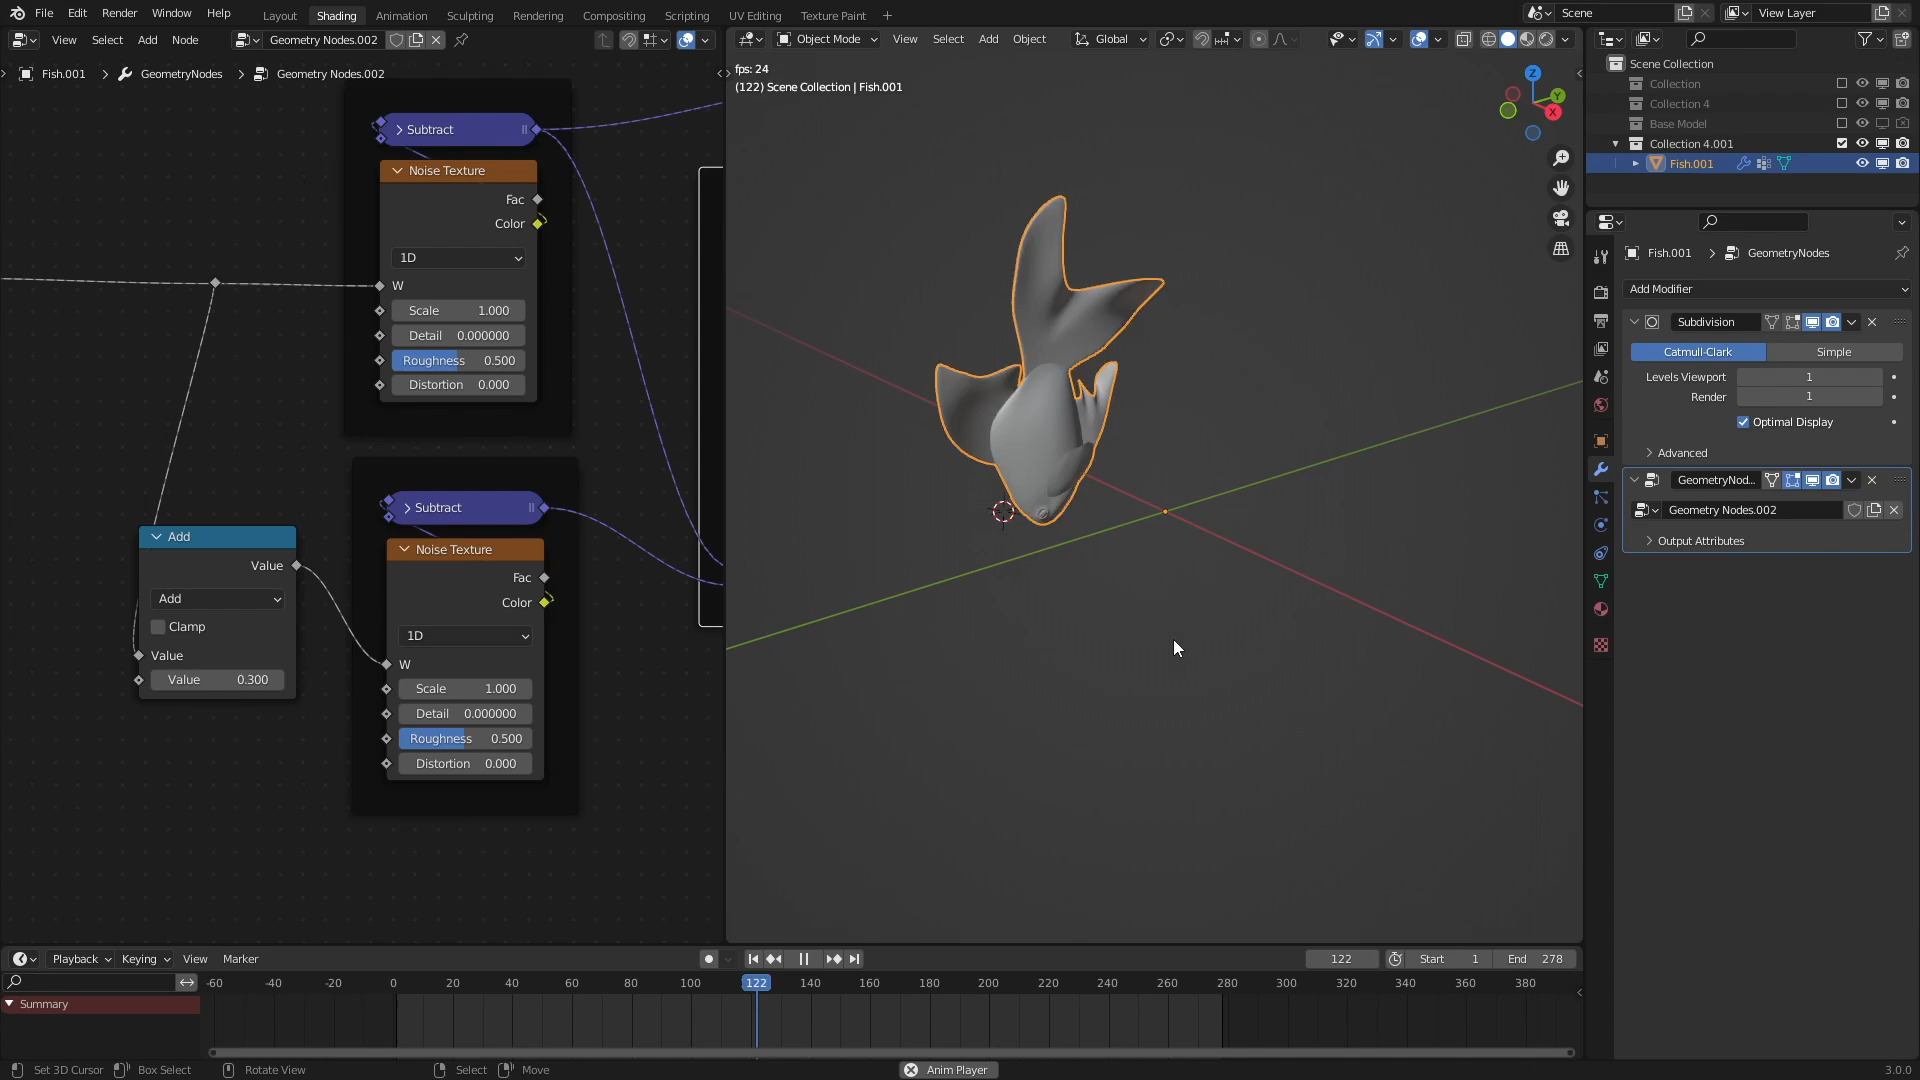 File Edit Render Window Help
Layout Shading Animation Sculpting Rendering Compositing Scripting UV Editing Texture Paint +
Scene View Layer
View Select Add Node Geometry Nodes.002
Object Mode View Select Add Object Global
Fish.001 GeometryNodes Geometry Nodes.002
fps: 24
(122) Scene Collection | Fish.001
Z
Y
X
Subtract
Noise Texture
Fac
Color
1D
W
Scale 1.000
Detail 0.000000
Roughness 0.500
Distortion 0.000
Subtract
Noise Texture
Fac
Color
1D
W
Scale 1.000
Detail 0.000000
Roughness 0.500
Distortion 0.000
Add
Value
Add
Clamp
Value
Value 0.300
Scene Collection
Collection
Collection 4
Base Model
Collection 4.001
Fish.001
Fish.001 GeometryNodes
Add Modifier
Subdivision
Catmull-Clark Simple
Levels Viewport 1
Render 1
Optimal Display
Advanced
GeometryNod...
Geometry Nodes.002
Output Attributes
Playback Keying View Marker
122 Start 1 End 278
-60 -40 -20 0 20 40 60 80 100 122 140 160 180 200 220 240 260 280 300 320 340 360 380
Summary
Set 3D Cursor Box Select Rotate View Select Move Anim Player 3.0.0